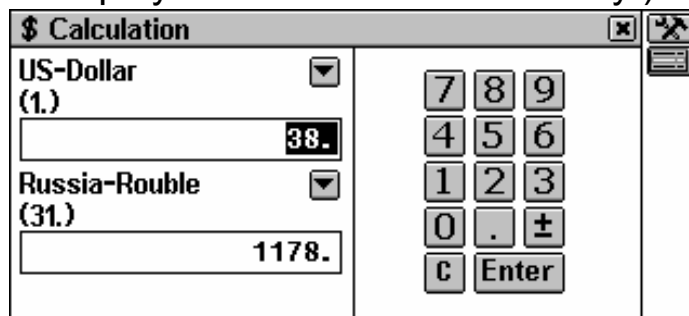 $ Calculation
US-Dollar
(1.)
38.
Russia-Rouble
(31.)
1178.
7 8 9
4 5 6
1 2 3
0 . ±
C Enter